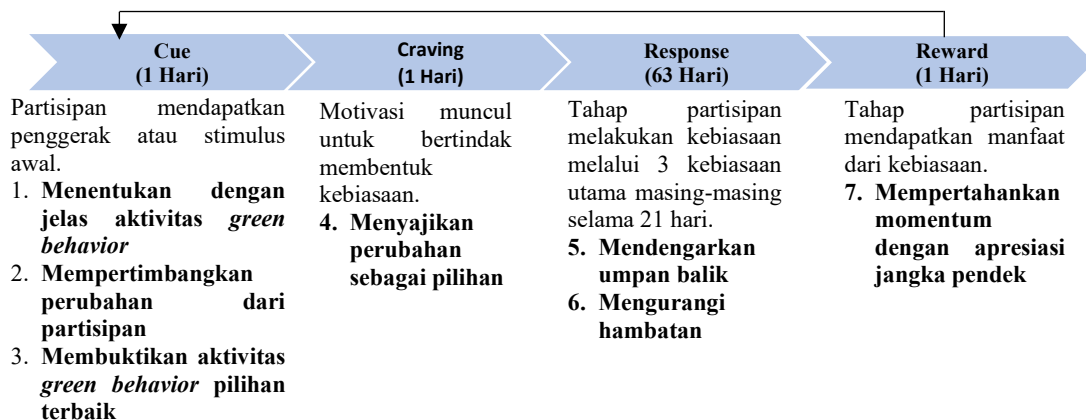 Cue
(1 Hari)
Craving
(1 Hari)
Response
(63 Hari)
Reward
(1 Hari)
Partisipan mendapatkan
penggerak atau stimulus
awal.
1. Menentukan dengan
jelas aktivitas green
behavior
2. Mempertimbangkan
perubahan dari
partisipan
3. Membuktikan aktivitas
green behavior pilihan
terbaik
Motivasi muncul
untuk bertindak
membentuk
kebiasaan.
4. Menyajikan
perubahan
sebagai pilihan
Tahap partisipan
melakukan kebiasaan
melalui 3 kebiasaan
utama masing-masing
selama 21 hari.
5. Mendengarkan
umpan balik
6. Mengurangi
hambatan
Tahap partisipan
mendapatkan manfaat
dari kebiasaan.
7. Mempertahankan
momentum
dengan apresiasi
jangka pendek